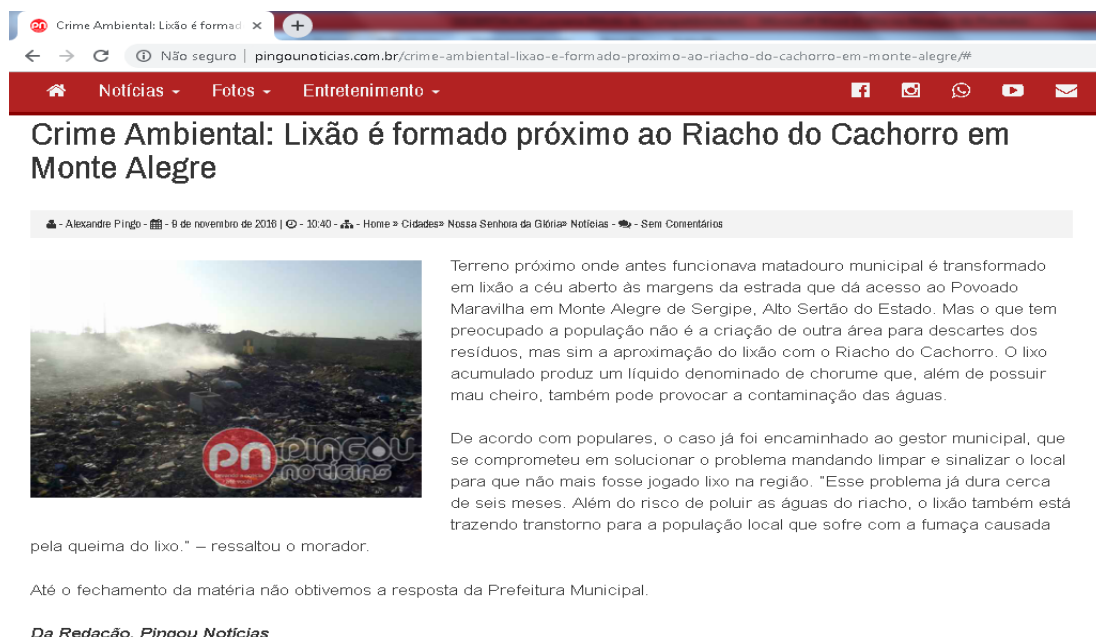 Crime Ambiental: Lixão é formad
Não seguro | pingounoticias.com.br/crime-ambiental-lixao-e-formado-proximo-ao-riacho-do-cachorro-em-monte-alegre/#
Notícias Fotos Entretenimento
Crime Ambiental: Lixão é formado próximo ao Riacho do Cachorro em
Monte Alegre
- Alexandre Pingo - - 9 de novembro de 2016 | - 10:40 - - Home » Cidades» Nossa Senhora da Glória» Notícias - - Sem Comentários
Terreno próximo onde antes funcionava matadouro municipal é transformado
em lixão a céu aberto às margens da estrada que dá acesso ao Povoado
Maravilha em Monte Alegre de Sergipe, Alto Sertão do Estado. Mas o que tem
preocupado a população não é a criação de outra área para descartes dos
resíduos, mas sim a aproximação do lixão com o Riacho do Cachorro. O lixo
acumulado produz um líquido denominado de chorume que, além de possuir
mau cheiro, também pode provocar a contaminação das águas.
pn PINGOU
NOTÍCIAS
De acordo com populares, o caso já foi encaminhado ao gestor municipal, que
se comprometeu em solucionar o problema mandando limpar e sinalizar o local
para que não mais fosse jogado lixo na região. "Esse problema já dura cerca
de seis meses. Além do risco de poluir as águas do riacho, o lixão também está
trazendo transtorno para a população local que sofre com a fumaça causada
pela queima do lixo." – ressaltou o morador.
Até o fechamento da matéria não obtivemos a resposta da Prefeitura Municipal.
Da Redação, Pingou Notícias